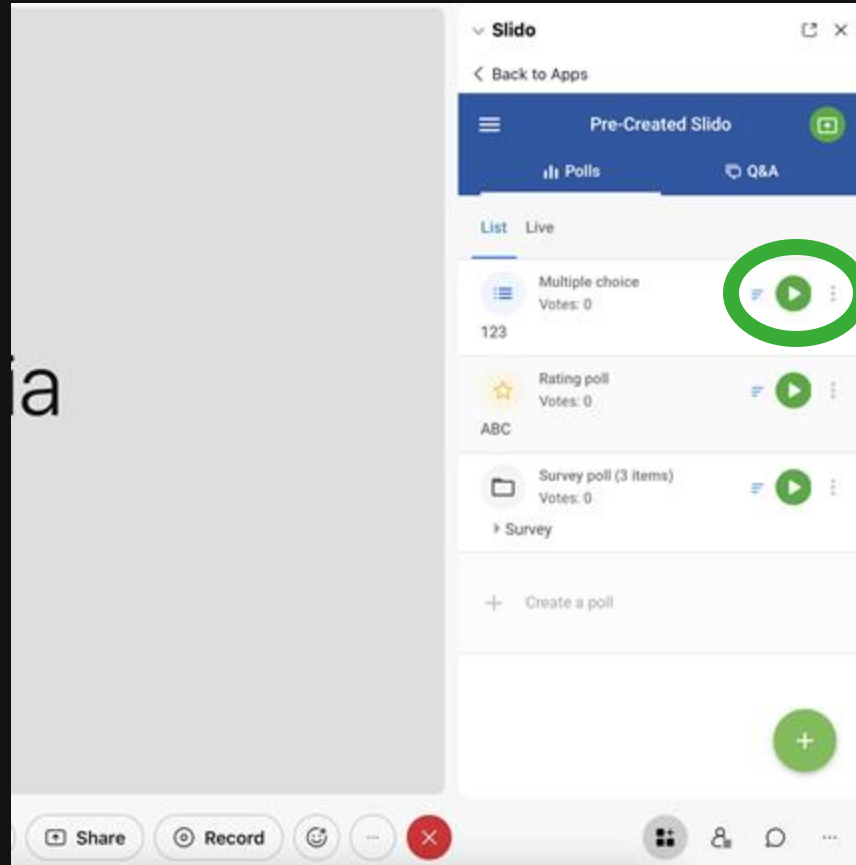 ia
Slido
Back to Apps
Pre-Created Slido
Polls
Q&A
List Live
Multiple choice
Votes: 0
123
Rating poll
Votes: 0
ABC
Survey poll (3 items)
Votes: 0
Survey
Create a poll
Share
Record